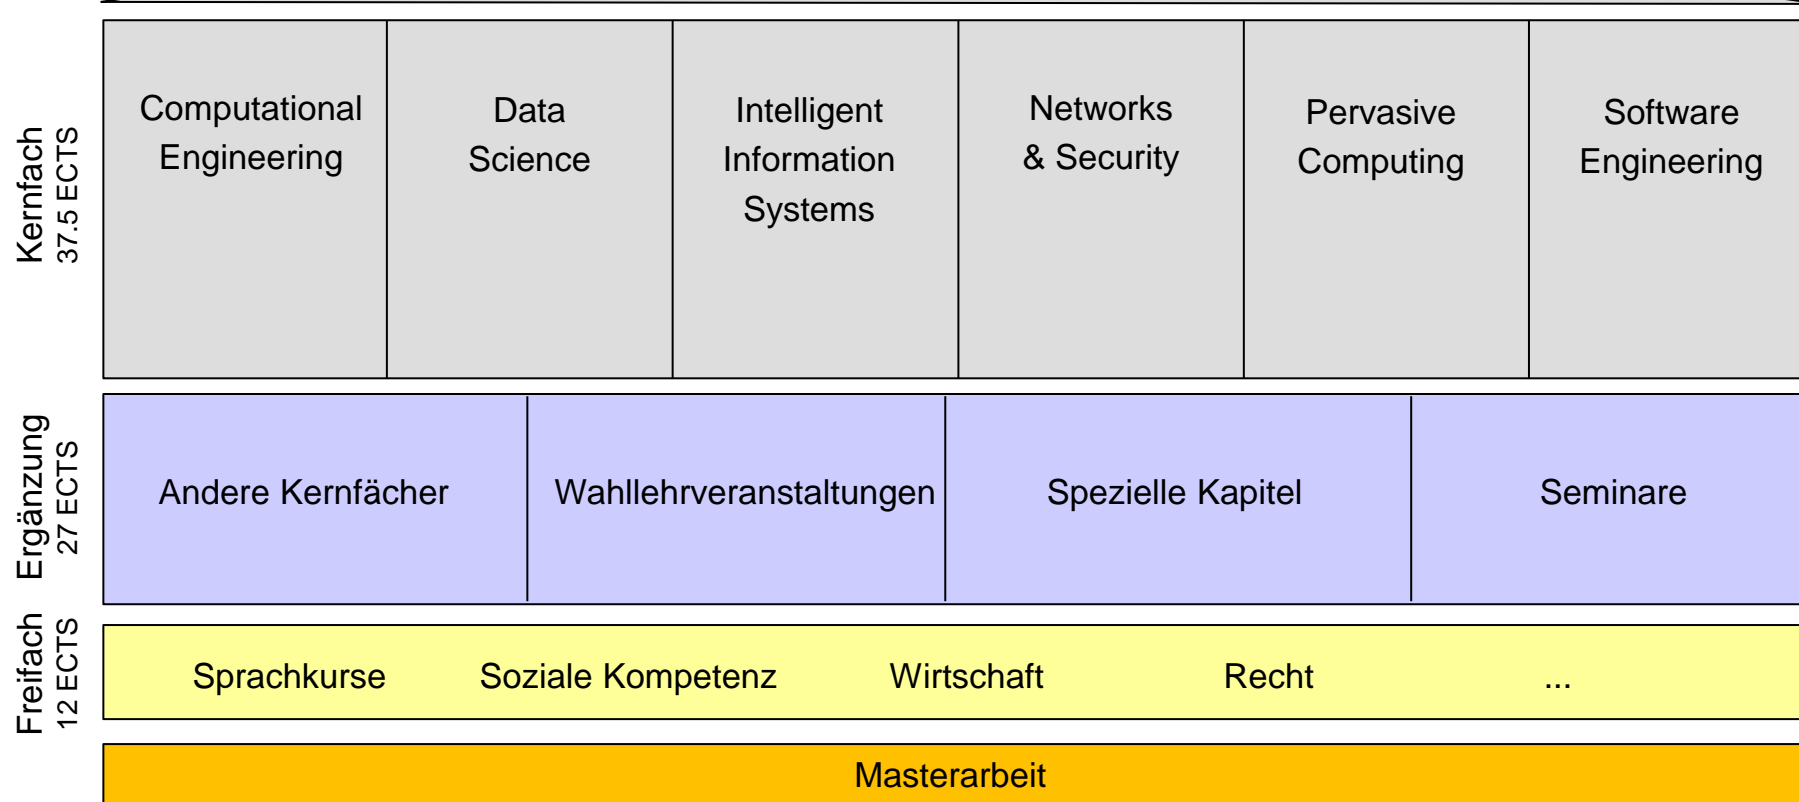 Kernfach
37.5 ECTS
Computational
Engineering
Data
Science
Intelligent
Information
Systems
Networks
& Security
Pervasive
Computing
Software
Engineering
Ergänzung
27 ECTS
Andere Kernfächer
Wahllehrveranstaltungen
Spezielle Kapitel
Seminare
Freifach
12 ECTS
Sprachkurse
Soziale Kompetenz
Wirtschaft
Recht
...
Masterarbeit